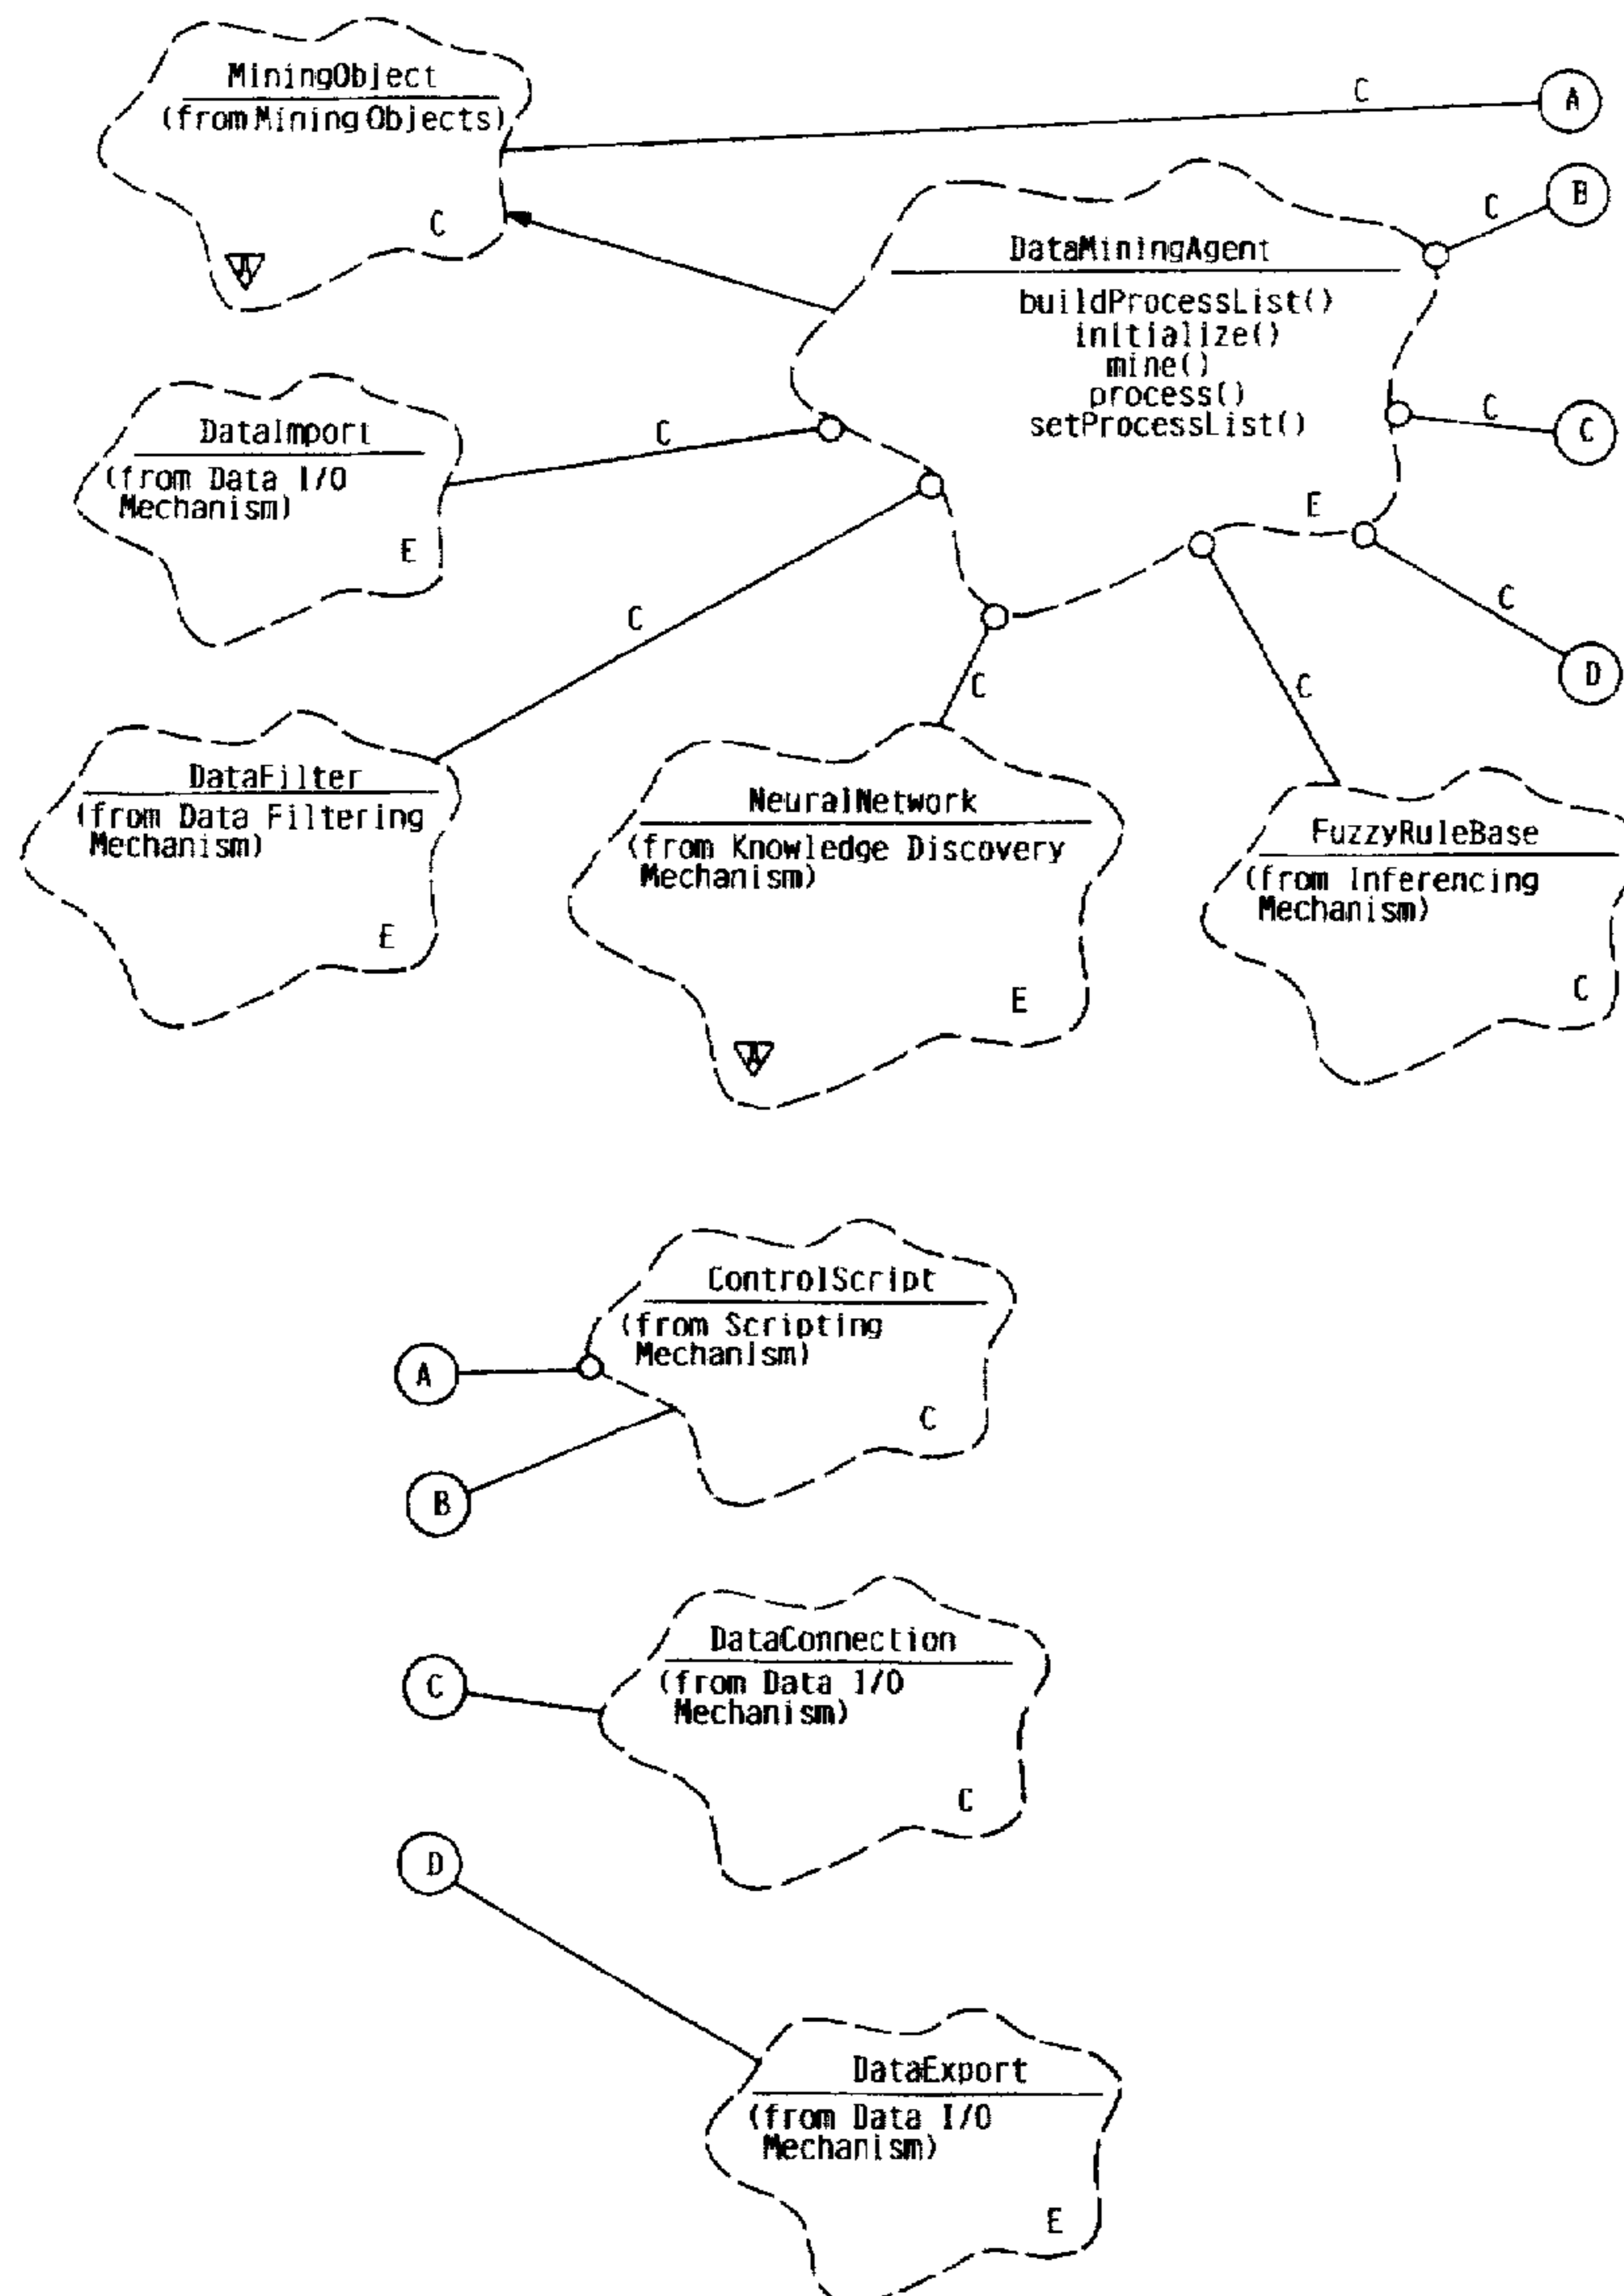 MiningObject
(from Mining Objects)
C
C
A
C
B
DataMiningAgent
buildProcessList()
initialize()
mine()
process()
setProcessList()
C
C
E
C
D
DataImport
(from Data I/O
Mechanism)
E
C
C
C
C
DataFilter
(from Data Filtering
Mechanism)
E
NeuralNetwork
(from Knowledge Discovery
Mechanism)
E
A
A
FuzzyRuleBase
(from Inferencing
Mechanism)
C
ControlScript
(from Scripting
Mechanism)
C
A
B
DataConnection
(from Data I/O
Mechanism)
C
C
D
DataExport
(from Data I/O
Mechanism)
E